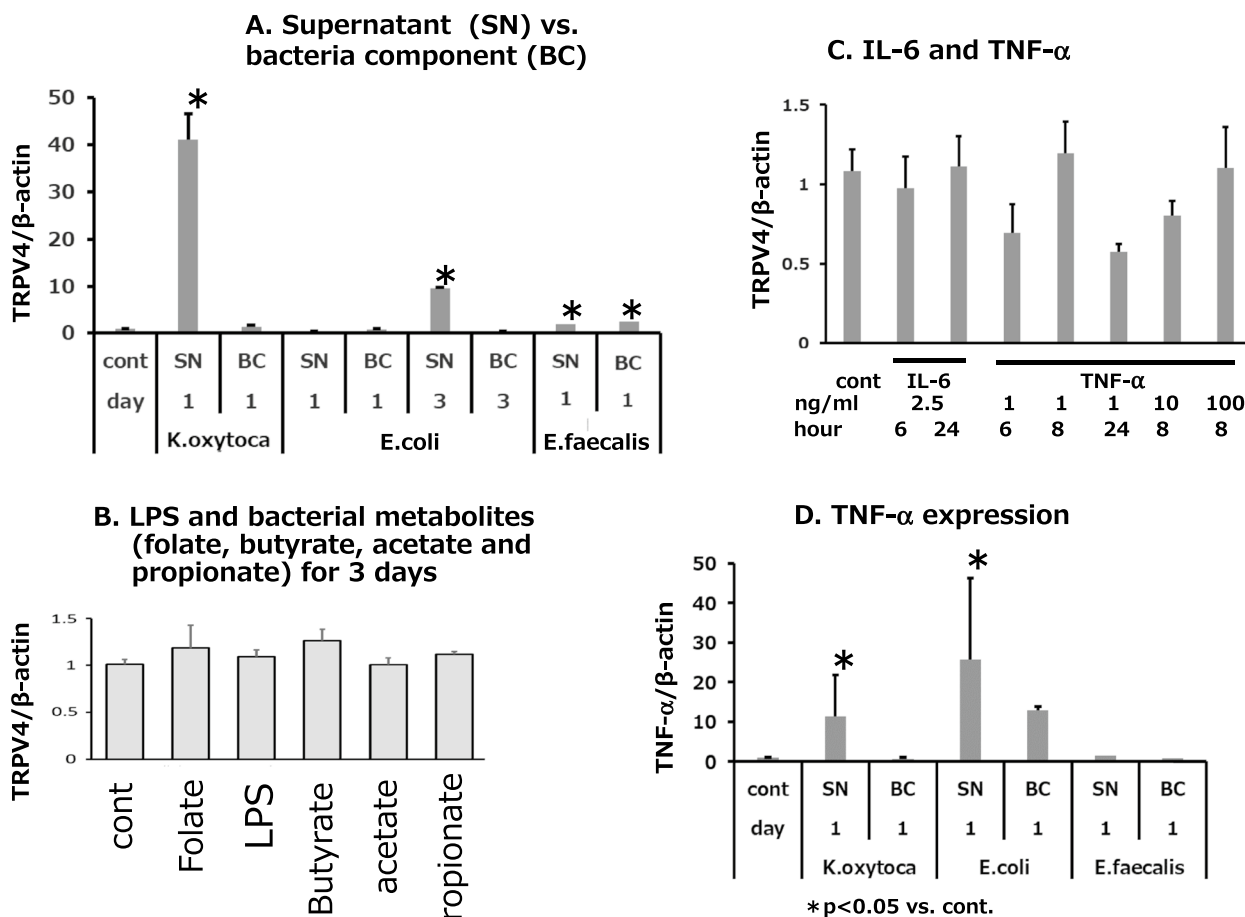 A. Supernatant (SN) vs.
bacteria component (BC)
TRPV4/β-actin
50
40
30
20
10
0
* * * *
cont SN BC SN BC SN BC SN BC
day 1 1 1 1 3 3 1 1
K.oxytoca E.coli E.faecalis
C. IL-6 and TNF-α
TRPV4/β-actin
1.5
1
0.5
0
cont IL-6 TNF-α
ng/ml 2.5 1 1 1 10 100
hour 6 24 6 8 24 8 8
B. LPS and bacterial metabolites
(folate, butyrate, acetate and
propionate) for 3 days
TRPV4/β-actin
1.5
1
0.5
0
cont
Folate
LPS
Butyrate
acetate
ropionate
D. TNF-α expression
TNF-α/β-actin
50
40
30
20
10
0
* *
cont SN BC SN BC SN BC
day 1 1 1 1 1 1
K.oxytoca E.coli E.faecalis
*p<0.05 vs. cont.